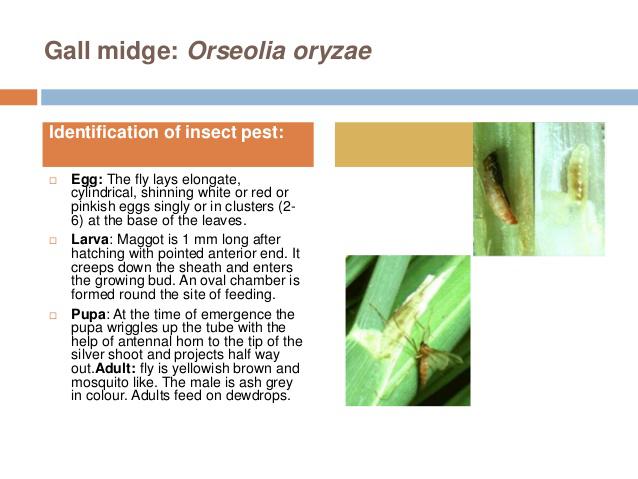 Gall midge: Orseolia oryzae
Identification of insect pest:
Egg: The fly lays elongate,
cylindrical, shinning white or red or
pinkish eggs singly or in clusters (2-
6) at the base of the leaves.
Larva: Maggot is 1 mm long after
hatching with pointed anterior end. It
creeps down the sheath and enters
the growing bud. An oval chamber is
formed round the site of feeding.
Pupa: At the time of emergence the
pupa wriggles up the tube with the
help of antennal horn to the tip of the
silver shoot and projects half way
out.Adult: fly is yellowish brown and
mosquito like. The male is ash grey
in colour. Adults feed on dewdrops.